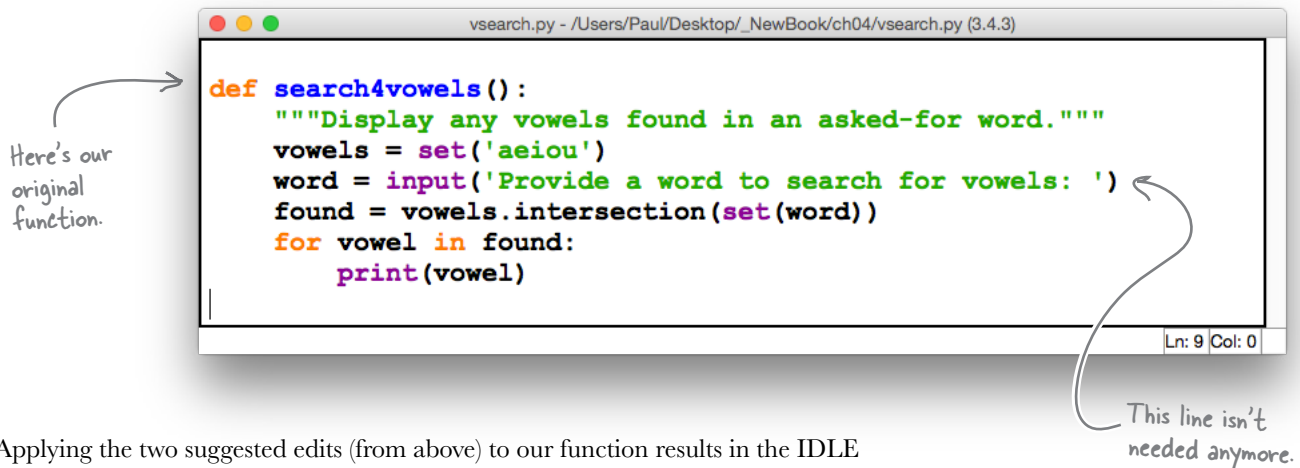 vsearch.py - /Users/Paul/Desktop/_NewBook/ch04/vsearch.py (3.4.3)
Here's our
original
function.
def search4vowels():
    """Display any vowels found in an asked-for word."""
    vowels = set('aeiou')
    word = input('Provide a word to search for vowels: ')
    found = vowels.intersection(set(word))
    for vowel in found:
        print(vowel)
Ln: 9 Col: 0
This line isn't
needed anymore.
Applying the two suggested edits (from above) to our function results in the IDLE